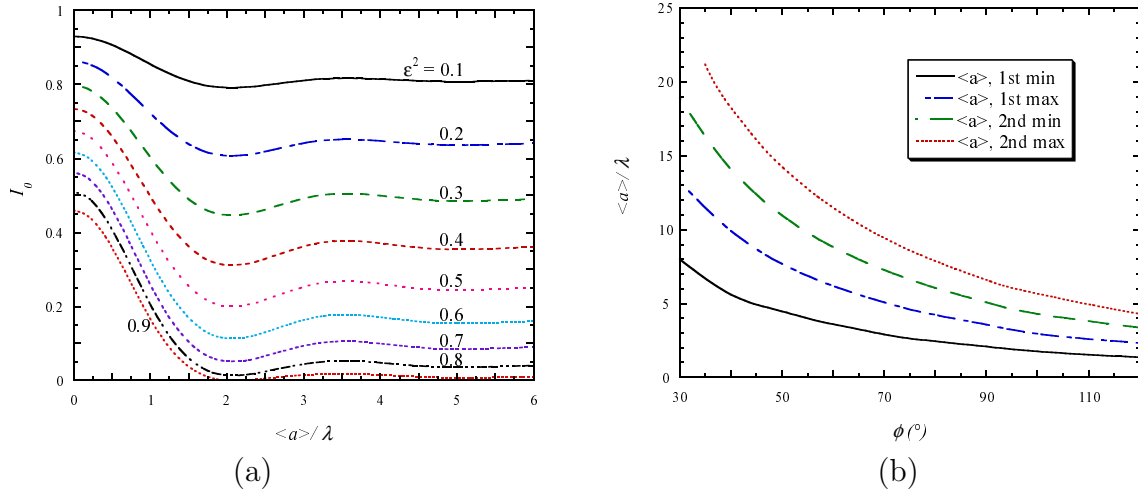 1
0.8
0.6
0.4
0.2
0
I₀
ε² = 0.1
0.2
0.3
0.4
0.5
0.6
0.7
0.8
0.9
0 1 2 3 4 5 6
<a>/ λ
(a)
25
20
15
10
5
0
<a>/ λ
<a>, 1st min
<a>, 1st max
<a>, 2nd min
<a>, 2nd max
30 50 70 90 110
ϕ (°)
(b)